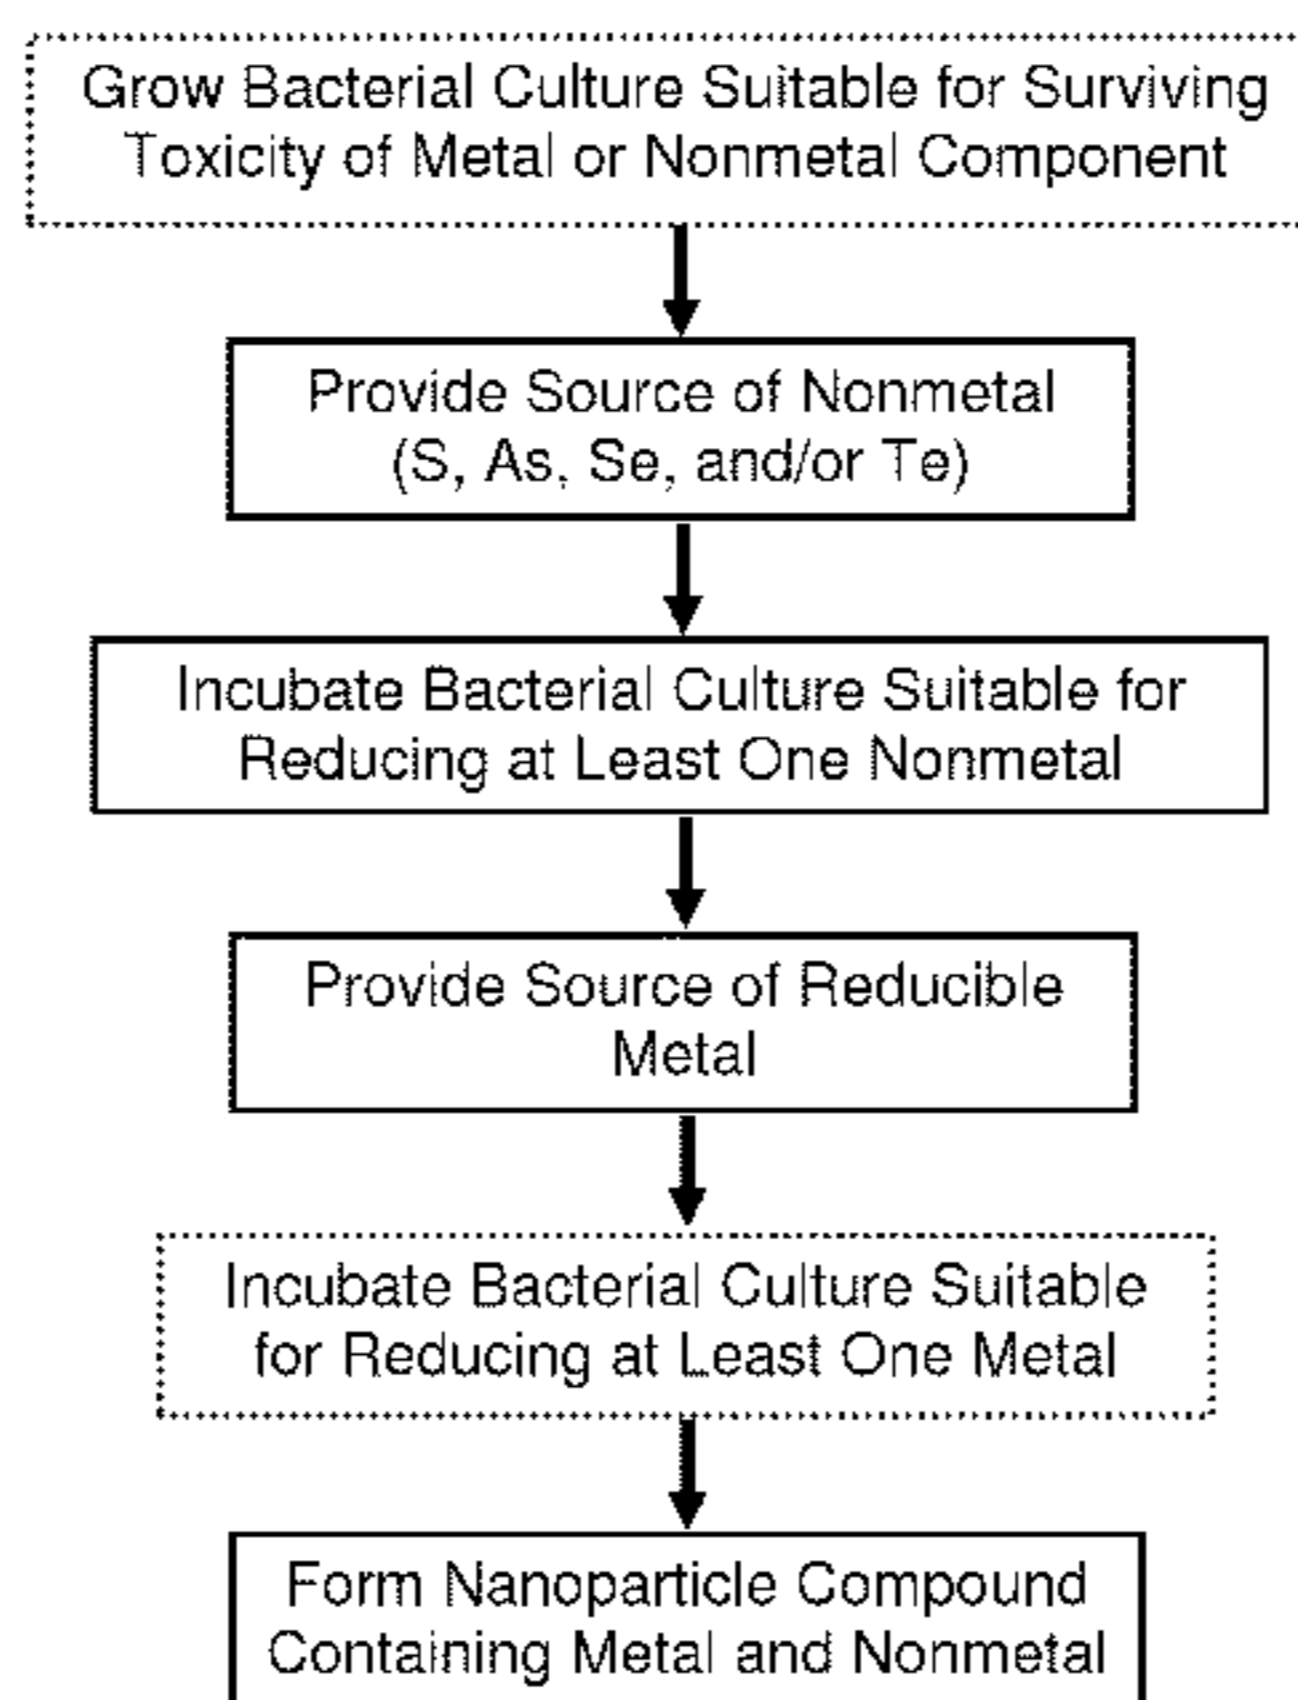 Grow Bacterial Culture Suitable for Surviving
Toxicity of Metal or Nonmetal Component
Provide Source of Nonmetal
(S, As, Se, and/or Te)
Incubate Bacterial Culture Suitable for
Reducing at Least One Nonmetal
Provide Source of Reducible
Metal
Incubate Bacterial Culture Suitable
for Reducing at Least One Metal
Form Nanoparticle Compound
Containing Metal and Nonmetal